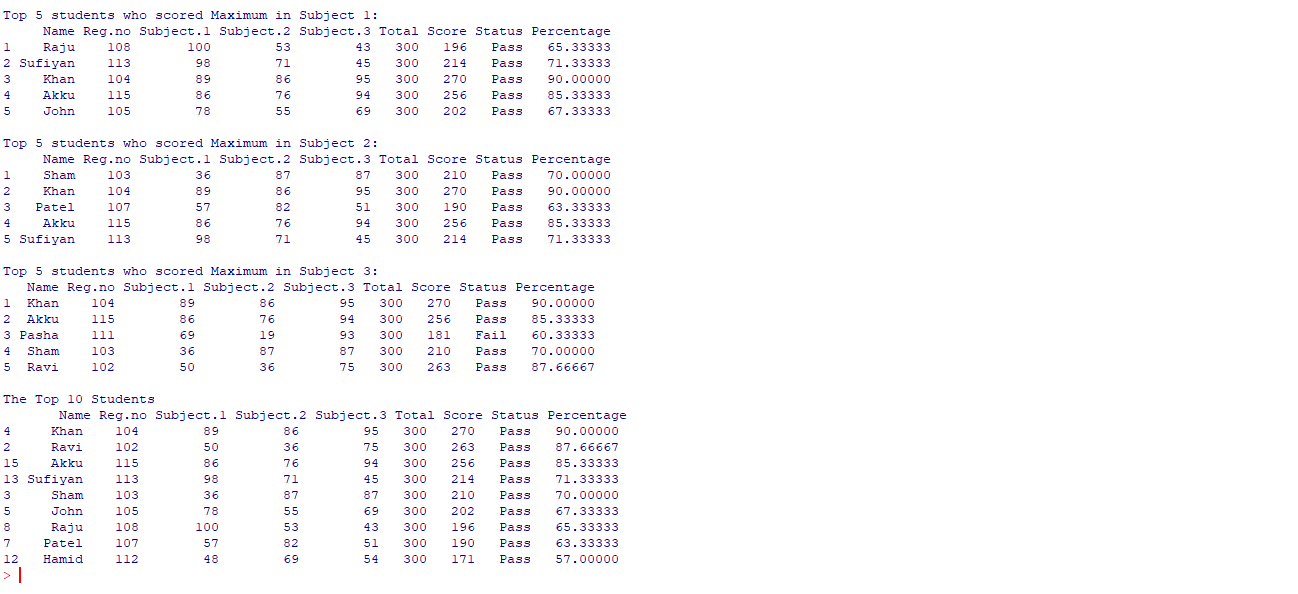 Top 5 students who scored Maximum in Subject 1:
     Name Reg.no Subject.1 Subject.2 Subject.3 Total Score Status Percentage
1    Raju    108       100        53        43   300   196   Pass   65.33333
2 Sufiyan    113        98        71        45   300   214   Pass   71.33333
3    Khan    104        89        86        95   300   270   Pass   90.00000
4    Akku    115        86        76        94   300   256   Pass   85.33333
5    John    105        78        55        69   300   202   Pass   67.33333

Top 5 students who scored Maximum in Subject 2:
     Name Reg.no Subject.1 Subject.2 Subject.3 Total Score Status Percentage
1    Sham    103        36        87        87   300   210   Pass   70.00000
2    Khan    104        89        86        95   300   270   Pass   90.00000
3   Patel    107        57        82        51   300   190   Pass   63.33333
4    Akku    115        86        76        94   300   256   Pass   85.33333
5 Sufiyan    113        98        71        45   300   214   Pass   71.33333

Top 5 students who scored Maximum in Subject 3:
   Name Reg.no Subject.1 Subject.2 Subject.3 Total Score Status Percentage
1  Khan    104        89        86        95   300   270   Pass   90.00000
2  Akku    115        86        76        94   300   256   Pass   85.33333
3 Pasha    111        69        19        93   300   181   Fail   60.33333
4  Sham    103        36        87        87   300   210   Pass   70.00000
5  Ravi    102        50        36        75   300   263   Pass   87.66667

The Top 10 Students
       Name Reg.no Subject.1 Subject.2 Subject.3 Total Score Status Percentage
4      Khan    104        89        86        95   300   270   Pass   90.00000
2      Ravi    102        50        36        75   300   263   Pass   87.66667
15     Akku    115        86        76        94   300   256   Pass   85.33333
13 Sufiyan    113        98        71        45   300   214   Pass   71.33333
3      Sham    103        36        87        87   300   210   Pass   70.00000
5      John    105        78        55        69   300   202   Pass   67.33333
8      Raju    108       100        53        43   300   196   Pass   65.33333
7     Patel    107        57        82        51   300   190   Pass   63.33333
12    Hamid    112        48        69        54   300   171   Pass   57.00000
>